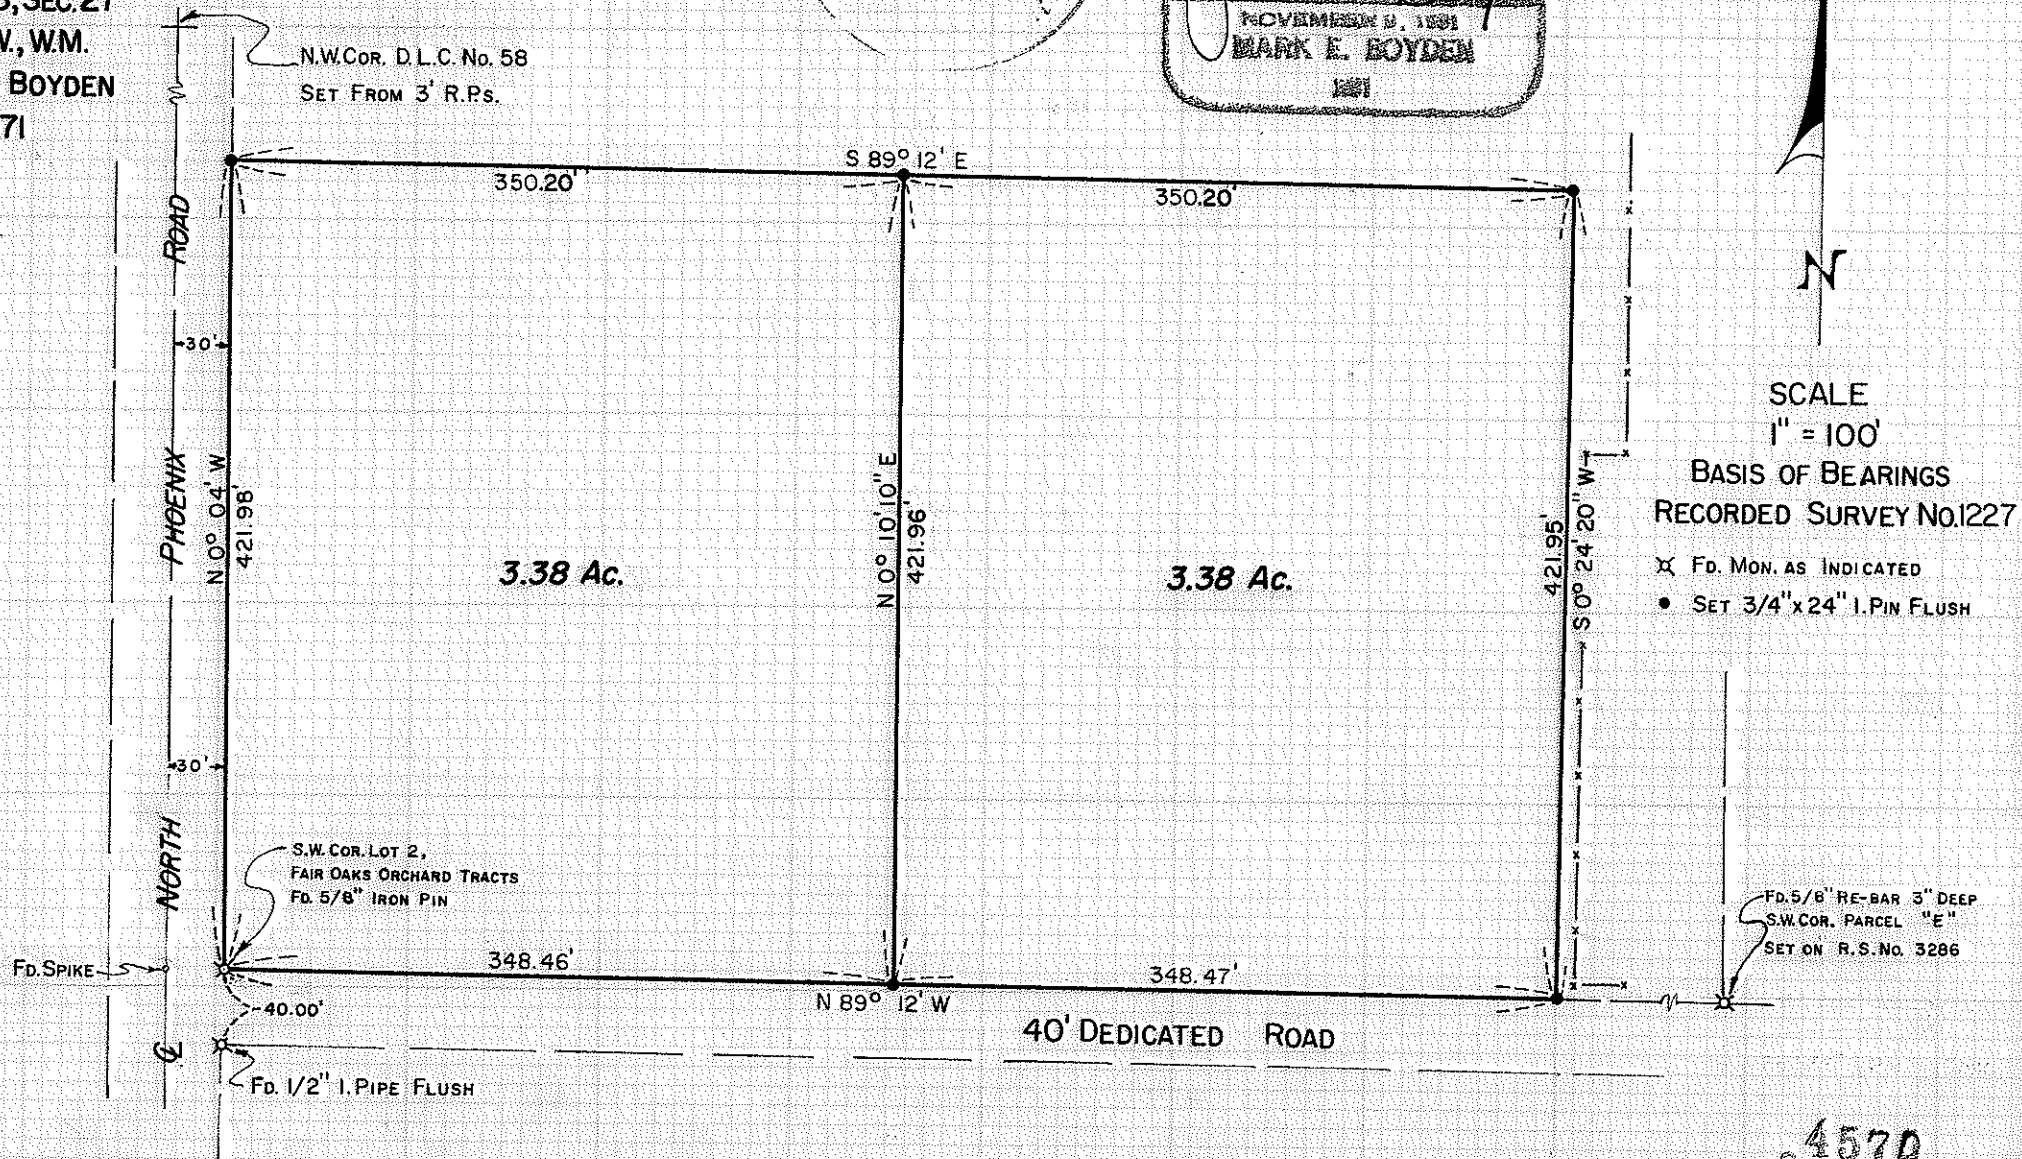 SEC. 27
W., W.M.
BOYDEN
71
N.W. COR. D.L.C. No. 58
SET FROM 3' R.Ps.
NOVEMBER 9, 1981
MARK E. BOYDEN
S 89° 12' E
350.20'
350.20'
ROAD
PHOENIX
NORTH
30'
30'
N 0° 04' W
421.98'
N 0° 10' 10" E
421.96'
421.95'
S 0° 24' 20" W
3.38 Ac.
3.38 Ac.
N
SCALE
1" = 100'
BASIS OF BEARINGS
RECORDED SURVEY No. 1227
FD. MON. AS INDICATED
SET 3/4" x 24" I. PIN FLUSH
S.W. COR. LOT 2,
FAIR OAKS ORCHARD TRACTS
FD. 5/8" IRON PIN
FD. 5/8" RE-BAR 3" DEEP
S.W. COR. PARCEL "E"
SET ON R.S. No. 3286
FD. SPIKE
348.46'
348.47'
N 89° 12' W
40.00'
40' DEDICATED ROAD
℄
FD. 1/2" I. PIPE FLUSH